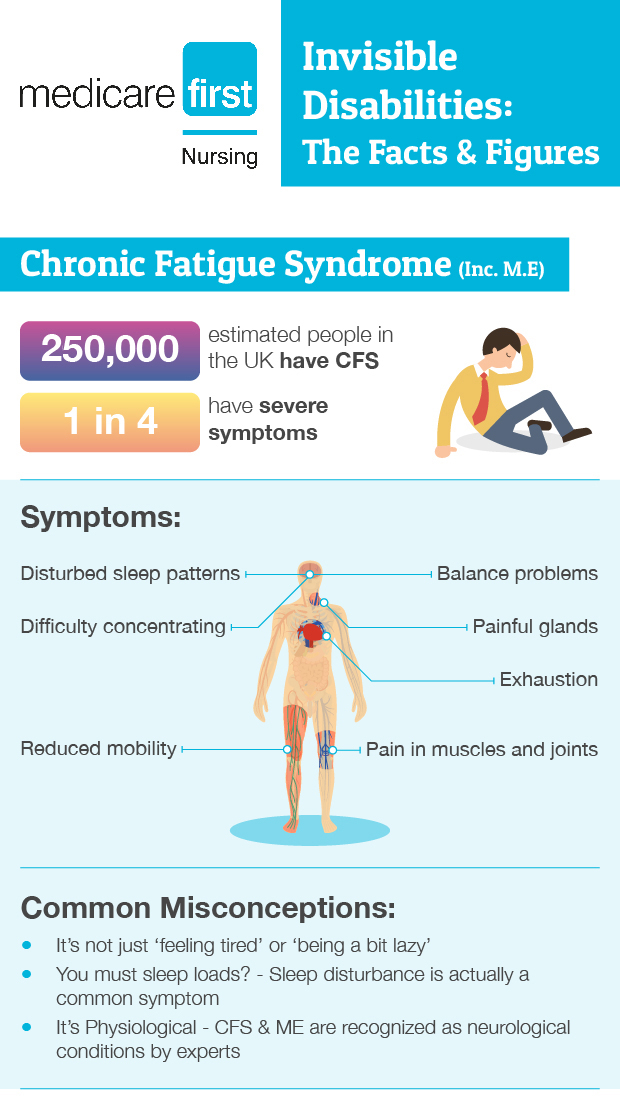 medicare first
Nursing
Invisible
Disabilities:
The Facts & Figures
Chronic Fatigue Syndrome (Inc. M.E)
250,000
estimated people in
the UK have CFS
1 in 4
have severe
symptoms
Symptoms:
Disturbed sleep patterns
Balance problems
Difficulty concentrating
Painful glands
Exhaustion
Reduced mobility
Pain in muscles and joints
Common Misconceptions:
• It's not just ‘feeling tired’ or ‘being a bit lazy’
• You must sleep loads? - Sleep disturbance is actually a
common symptom
• It's Physiological - CFS & ME are recognized as neurological
conditions by experts